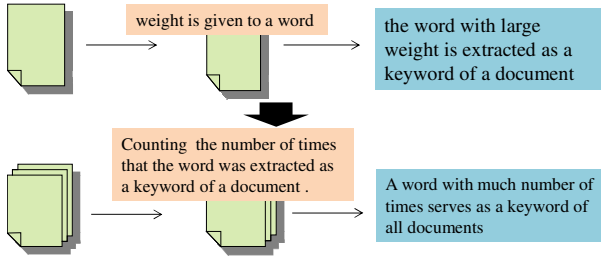 weight is given to a word
the word with large
weight is extracted as a
keyword of a document
Counting the number of times
that the word was extracted as
a keyword of a document .
A word with much number of
times serves as a keyword of
all documents